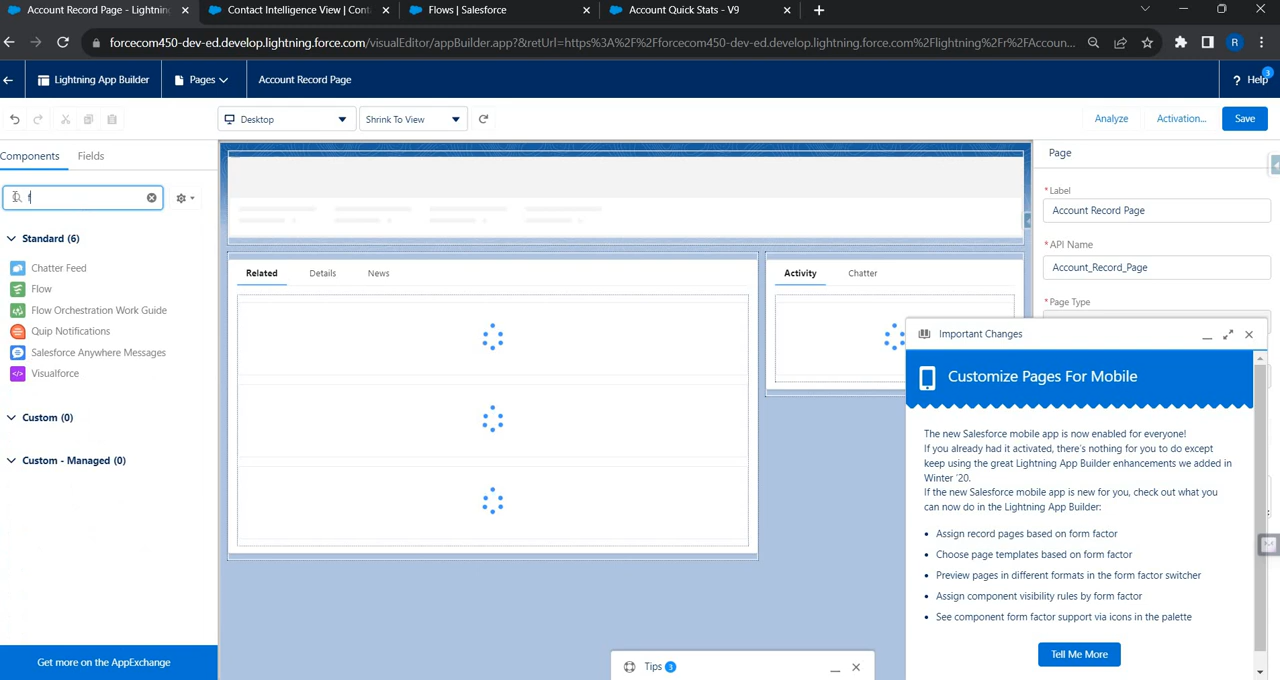 Account Record Page - Lightnin
Contact Intelligence View | Cont
Flows | Salesforce
Account Quick Stats - V9
forcecom450-dev-ed.develop.lightning.force.com/visualEditor/appBuilder.app?&retUrl=https%3A%2F%2Fforcecom450-dev-ed.develop.lightning.force.com%2Flightning%2Fr%2FAccoun...
R
Lightning App Builder
Pages
Account Record Page
? Help
3
Desktop
Shrink To View
Analyze
Activation...
Save
Components
Fields
f
Standard (6)
Chatter Feed
Flow
Flow Orchestration Work Guide
Quip Notifications
Salesforce Anywhere Messages
Visualforce
Custom (0)
Custom - Managed (0)
Get more on the AppExchange
Related
Details
News
Activity
Chatter
Page
*Label
Account Record Page
*API Name
Account_Record_Page
*Page Type
Important Changes
Customize Pages For Mobile
The new Salesforce mobile app is now enabled for everyone!
If you already had it activated, there's nothing for you to do except
keep using the great Lightning App Builder enhancements we added in
Winter '20.
If the new Salesforce mobile app is new for you, check out what you
can now do in the Lightning App Builder:
• Assign record pages based on form factor
• Choose page templates based on form factor
• Preview pages in different formats in the form factor switcher
• Assign component visibility rules by form factor
• See component form factor support via icons in the palette
Tell Me More
Tips 3